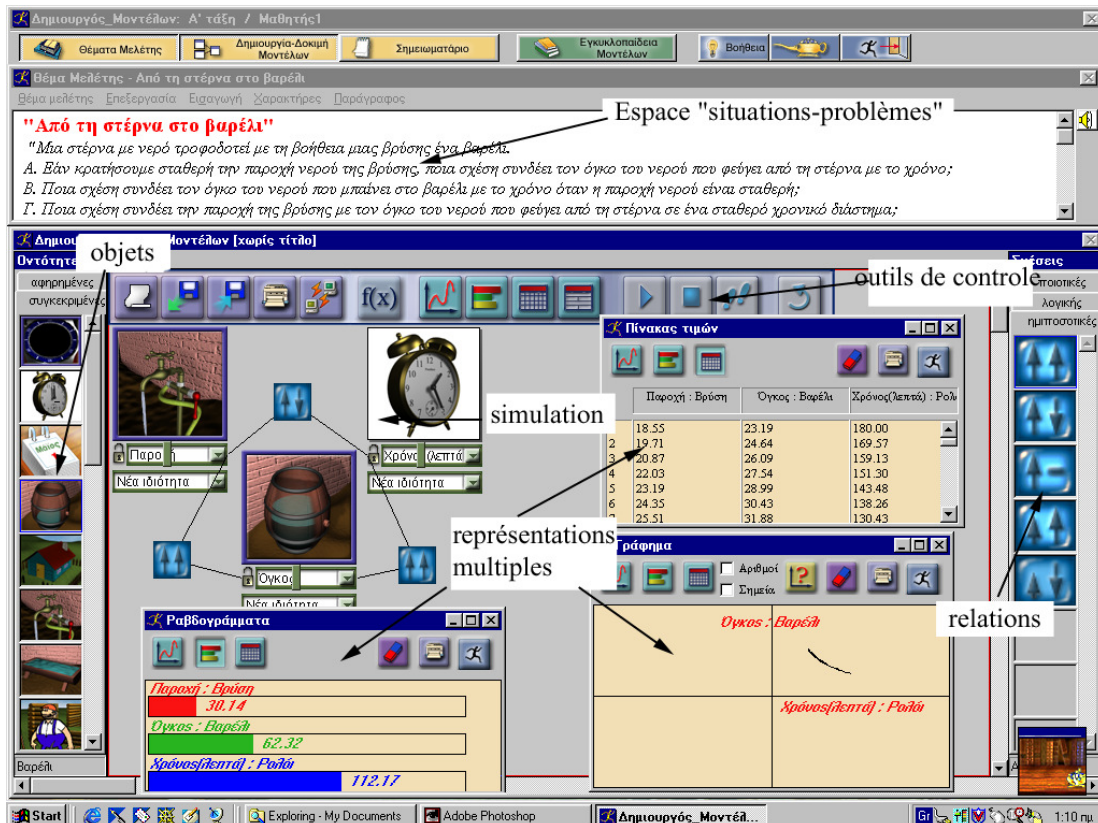 Δημιουργός_Μοντέλων: Α' τάξη / Μαθητής1
Θέματα Μελέτης
Δημιουργία-Δοκιμή
Μοντέλων
Σημειωματάριο
Εγκυκλοπαίδεια
Μοντέλων
Βοήθεια
Θέμα Μελέτης - Από τη στέρνα στο βαρέλι
Θέμα μελέτης Επεξεργασία Εισαγωγή Χαρακτήρες Παράγραφος
Espace "situations-problèmes"
"Από τη στέρνα στο βαρέλι"
"Μια στέρνα με νερό τροφοδοτεί με τη βοήθεια μιας βρύσης ένα βαρέλι.
Α. Εάν κρατήσουμε σταθερή την παροχή νερού της βρύσης, ποια σχέση συνδέει τον όγκο του νερού που φεύγει από τη στέρνα με το χρόνο;
Β. Ποια σχέση συνδέει τον όγκο του νερού που μπαίνει στο βαρέλι με το χρόνο όταν η παροχή νερού είναι σταθερή;
Γ. Ποια σχέση συνδέει την παροχή της βρύσης με τον όγκο του νερού που φεύγει από τη στέρνα σε ένα σταθερό χρονικό διάστημα;
Μοντέλων [χωρίς τίτλο]
objets
αφηρημένες
συγκεκριμένες
f(x)
outils de controle
λογικής
ημιποσοτικές
Πίνακας τιμών
Παροχή : Βρύση Όγκος : Βαρέλι Χρόνος(λεπτά) : Ρολ
18.55 23.19 180.00
2 19.71 24.64 169.57
3 20.87 26.09 159.13
4 22.03 27.54 151.30
5 23.19 28.99 143.48
6 24.35 30.43 138.26
25.51 31.88 130.43
simulation
Χρόνο (λεπτά
Νέα ιδιότητα
Νέα ιδιότητα
Μαιος
représentations
multiples
Γράφημα
Αριθμοί
Σημεία
Όγκος : Βαρέλι
Χρόνος(λεπτά) : Ρολόι
relations
Νέα ιδιότητα
Ραβδογράμματα
Παροχή : Βρύση
30.14
Όγκος : Βαρέλι
62.32
Χρόνος(λεπτά) : Ρολόι
112.17
Βαρέλι
Start
Exploring - My Documents
Adobe Photoshop
Δημιουργός_Μοντέλ...
Gr
1:10 πμ